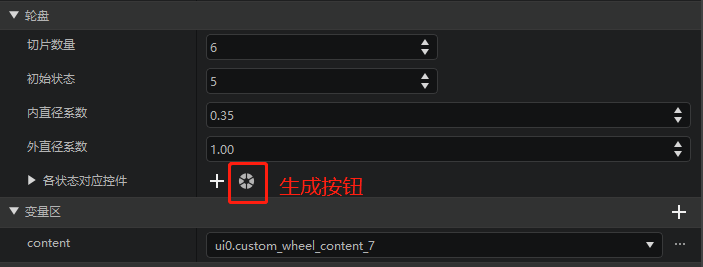 轮盘
切片数量 6
初始状态 5
内直径系数 0.35
外直径系数 1.00
各状态对应控件 生成按钮
变量区
content ui0.custom_wheel_content_7